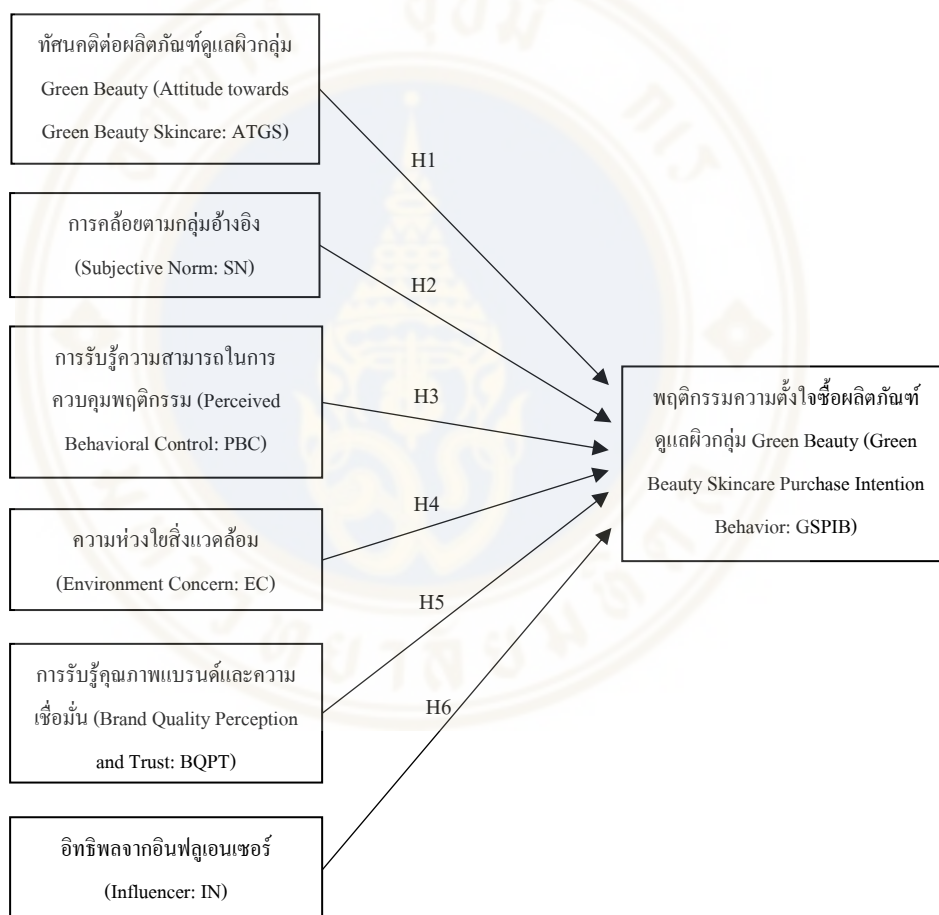 ทัศนคติต่อผลิตภัณฑ์ดูแลผิวกลุ่ม
Green Beauty (Attitude towards
Green Beauty Skincare: ATGS)
H1
การคล้อยตามกลุ่มอ้างอิง
(Subjective Norm: SN)
H2
การรับรู้ความสามารถในการ
ควบคุมพฤติกรรม (Perceived
Behavioral Control: PBC)
H3
ความห่วงใยสิ่งแวดล้อม
(Environment Concern: EC)
H4
การรับรู้คุณภาพแบรนด์และความ
เชื่อมั่น (Brand Quality Perception
and Trust: BQPT)
H5
อิทธิพลจากอินฟลูเอนเซอร์
(Influencer: IN)
H6
พฤติกรรมความตั้งใจซื้อผลิตภัณฑ์
ดูแลผิวกลุ่ม Green Beauty (Green
Beauty Skincare Purchase Intention
Behavior: GSPIB)